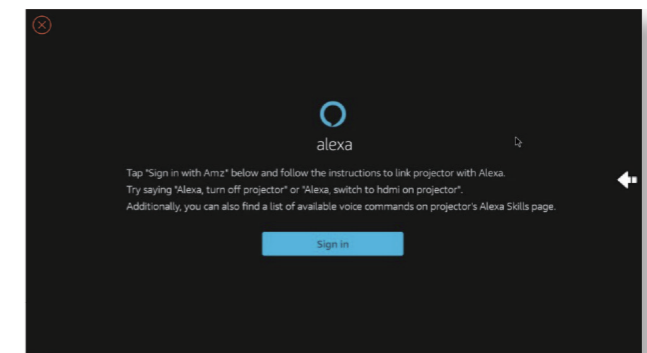 alexa
Tap "Sign in with Amz" below and follow the instructions to link projector with Alexa.
Try saying "Alexa, turn off projector" or "Alexa, switch to hdmi on projector".
Additionally, you can also find a list of available voice commands on projector's Alexa Skills page.
Sign in